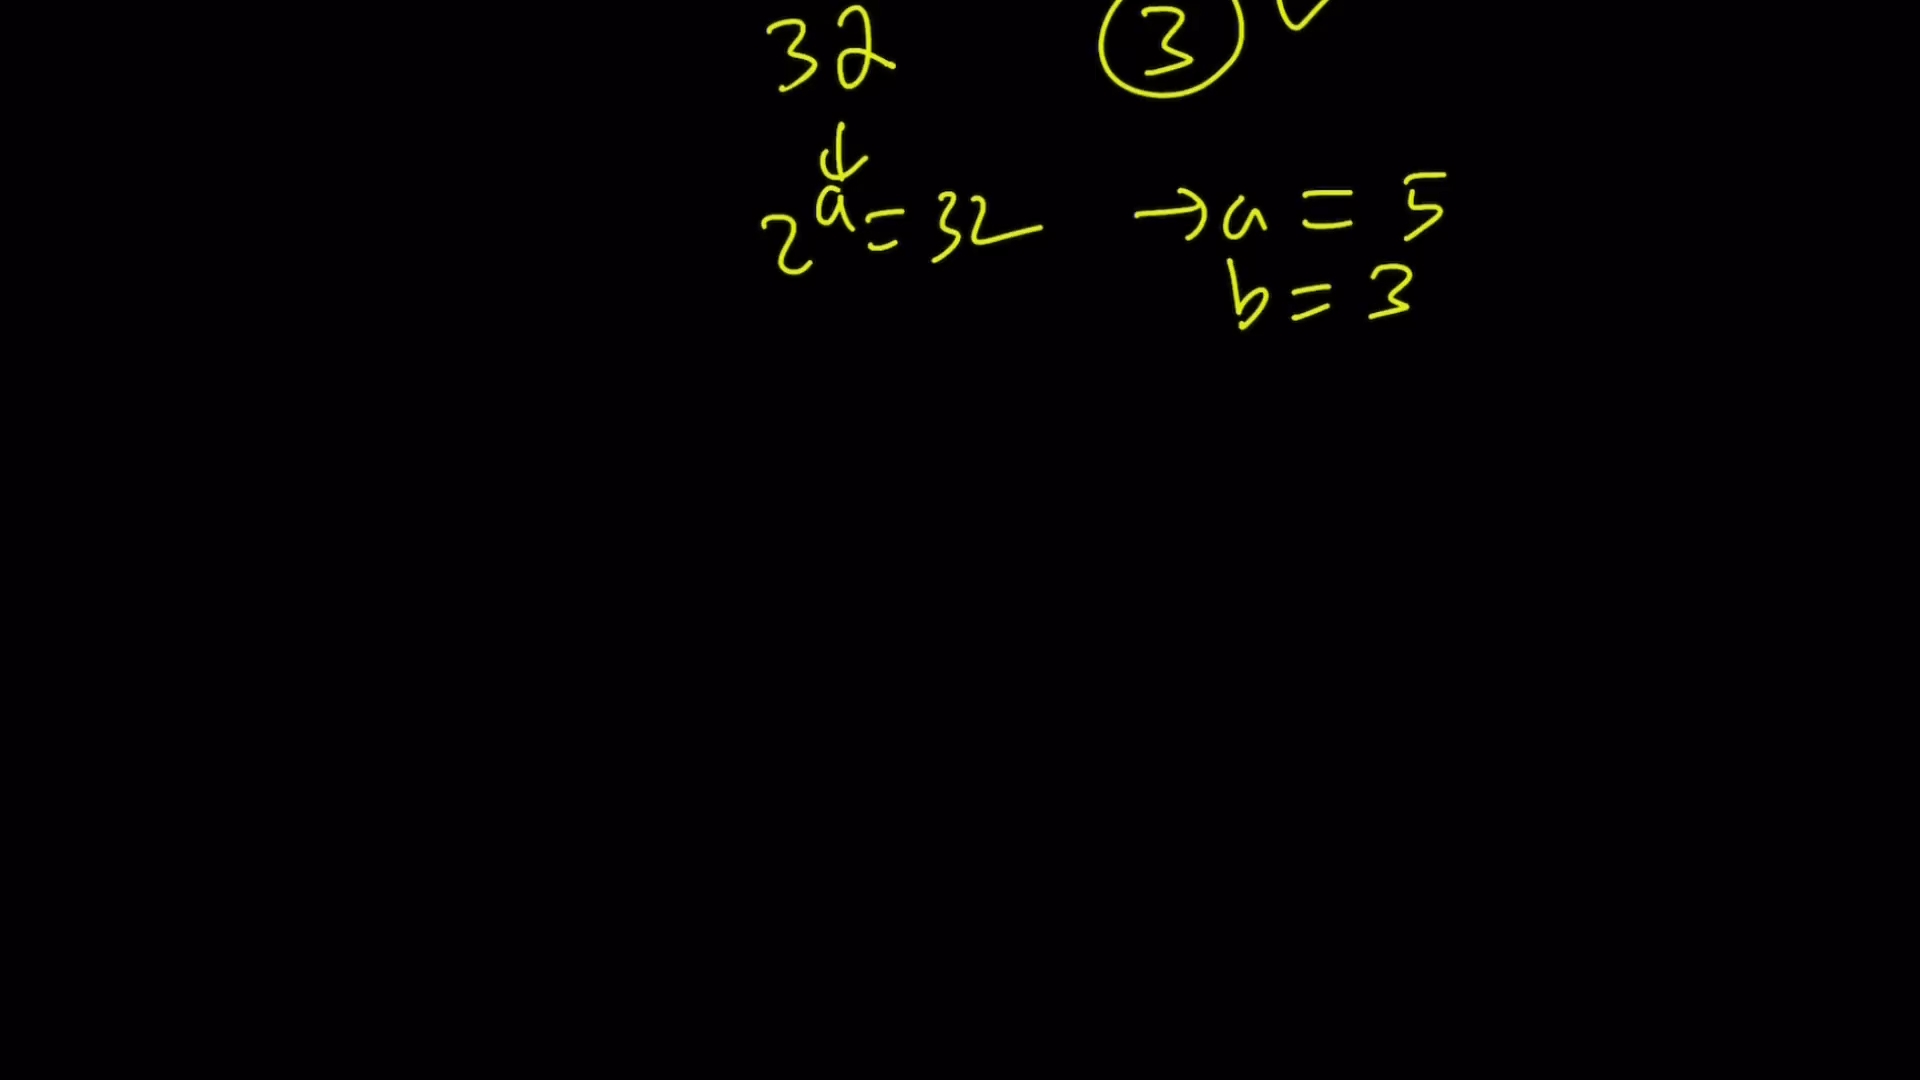 32 3 ✓
↓
2^a = 32 → a = 5
b = 3